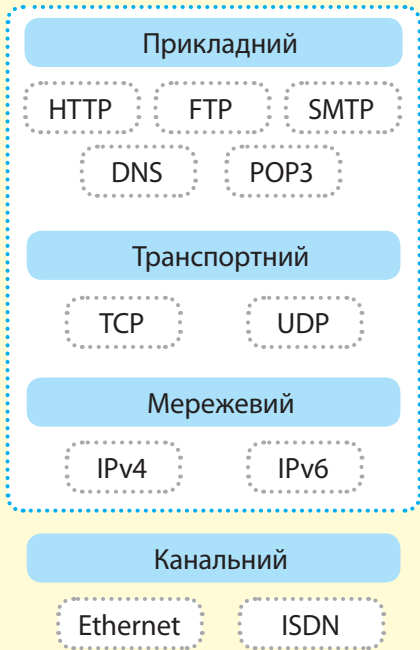 Прикладний
HTTP FTP SMTP
DNS POP3
Транспортний
TCP UDP
Мережевий
IPv4 IPv6
Канальний
Ethernet ISDN